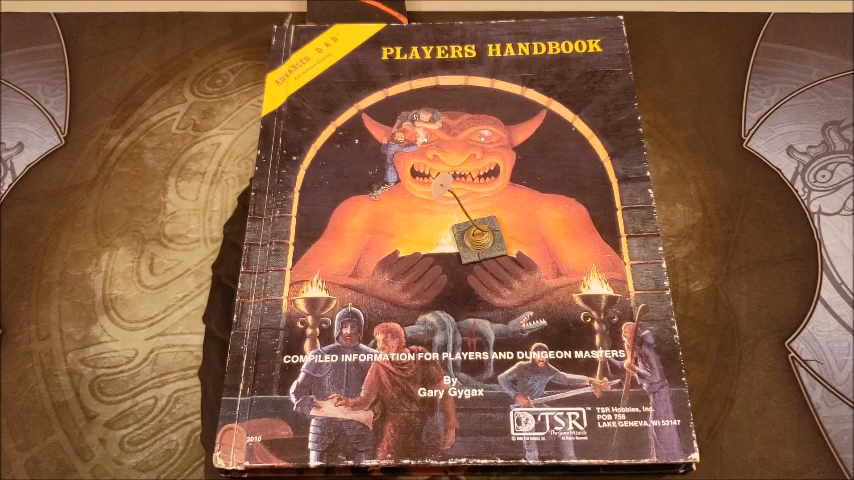 ADVANCED D&D
PLAYERS HANDBOOK
COMPILED INFORMATION FOR PLAYERS AND DUNGEON MASTERS
By
Gary Gygax
TSR
TSR Hobbies, Inc.
POB 756
LAKE GENEVA, WI 53147
2010